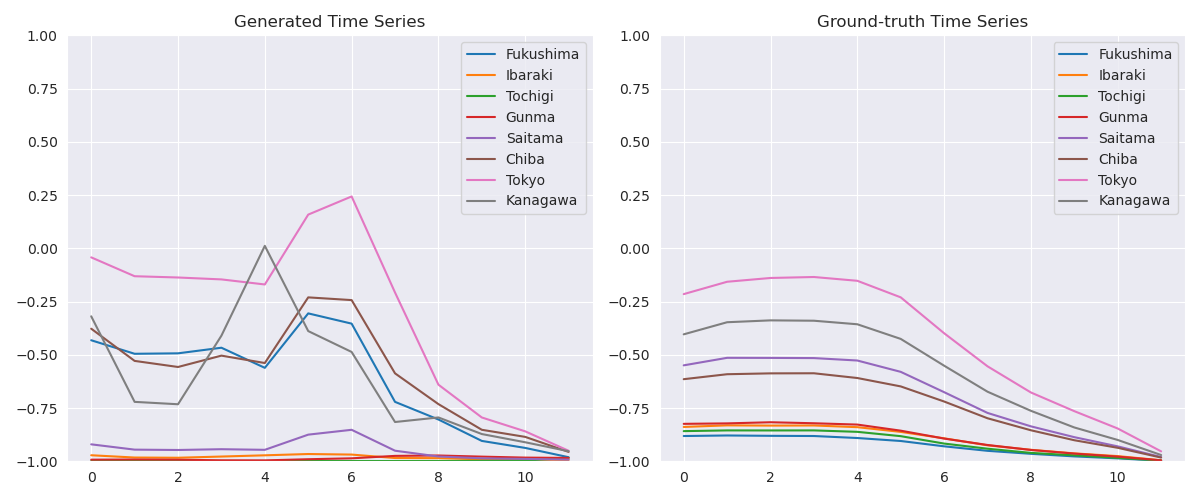 Generated Time Series
1.00
0.75
0.50
0.25
0.00
−0.25
−0.50
−0.75
−1.00
0 2 4 6 8 10
Fukushima
Ibaraki
Tochigi
Gunma
Saitama
Chiba
Tokyo
Kanagawa
Ground-truth Time Series
1.00
0.75
0.50
0.25
0.00
−0.25
−0.50
−0.75
−1.00
0 2 4 6 8 10
Fukushima
Ibaraki
Tochigi
Gunma
Saitama
Chiba
Tokyo
Kanagawa